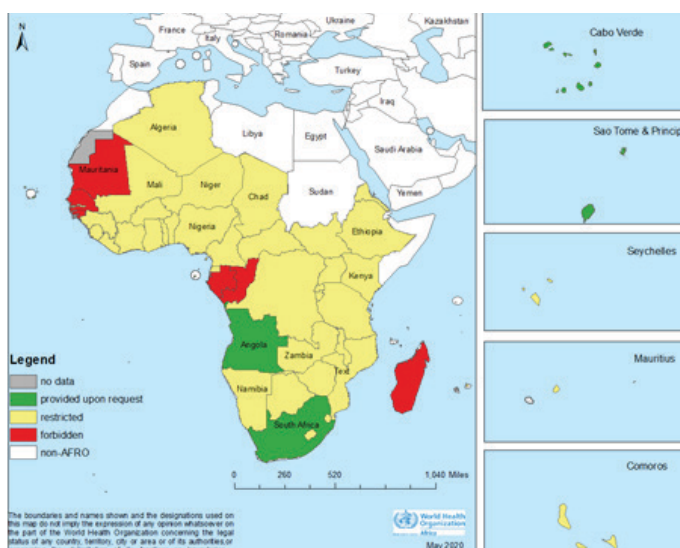 N
France
Ukraine
Kazakhstan
Italy
Romania
Spain
Turkey
Iraq
Algeria
Libya
Egypt
Saudi Arabia
Mauritania
Mali
Niger
Chad
Sudan
Yemen
Nigeria
Ethiopia
Kenya
Angola
Zambia
Text
Namibia
South Africa
Cabo Verde
Sao Tome & Princip
Seychelles
Mauritius
Comoros
Legend
no data
provided upon request
restricted
forbidden
non-AFRO
0 260 520 1,040 Miles
The boundaries and names shown and the designations used on
this map do not imply the expression of any opinion whatsoever on
the part of the World Health Organization concerning the legal
status of any country, territory, city or area or of its authorities,or
World Health
Organization
Africa
May 2020